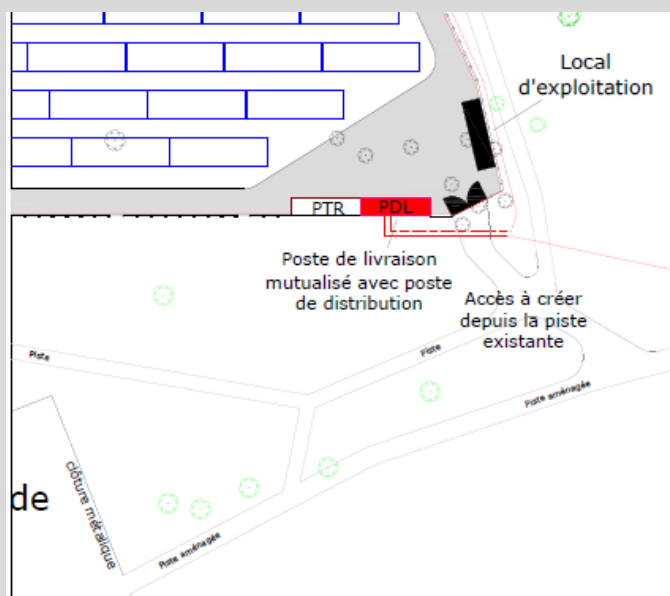 Local
d'exploitation
PTR
PDL
Poste de livraison
mutualisé avec poste
de distribution
Accès à créer
depuis la piste
existante
Piste
Piste
Piste aménagée
clôture métalique
de
Piste aménagée